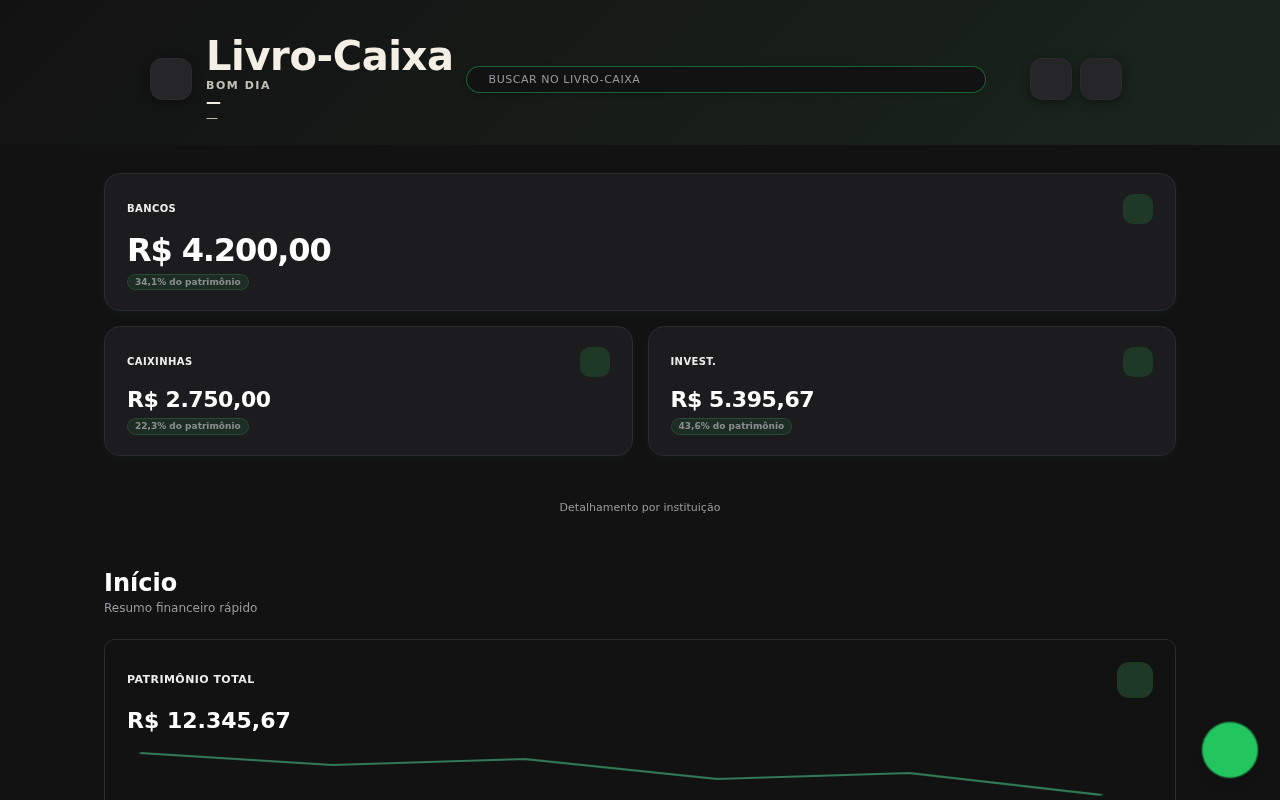 Livro-Caixa
BOM DIA
—
—
BUSCAR NO LIVRO-CAIXA
BANCOS
R$ 4.200,00
34,1% do patrimônio
CAIXINHAS
R$ 2.750,00
22,3% do patrimônio
INVEST.
R$ 5.395,67
43,6% do patrimônio
Detalhamento por instituição
Início
Resumo financeiro rápido
PATRIMÔNIO TOTAL
R$ 12.345,67